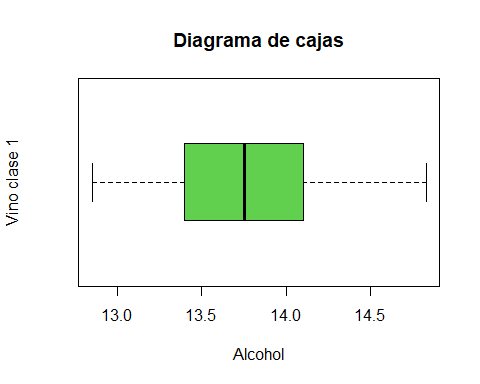 Diagrama de cajas
Vino clase 1
13.0 13.5 14.0 14.5
Alcohol